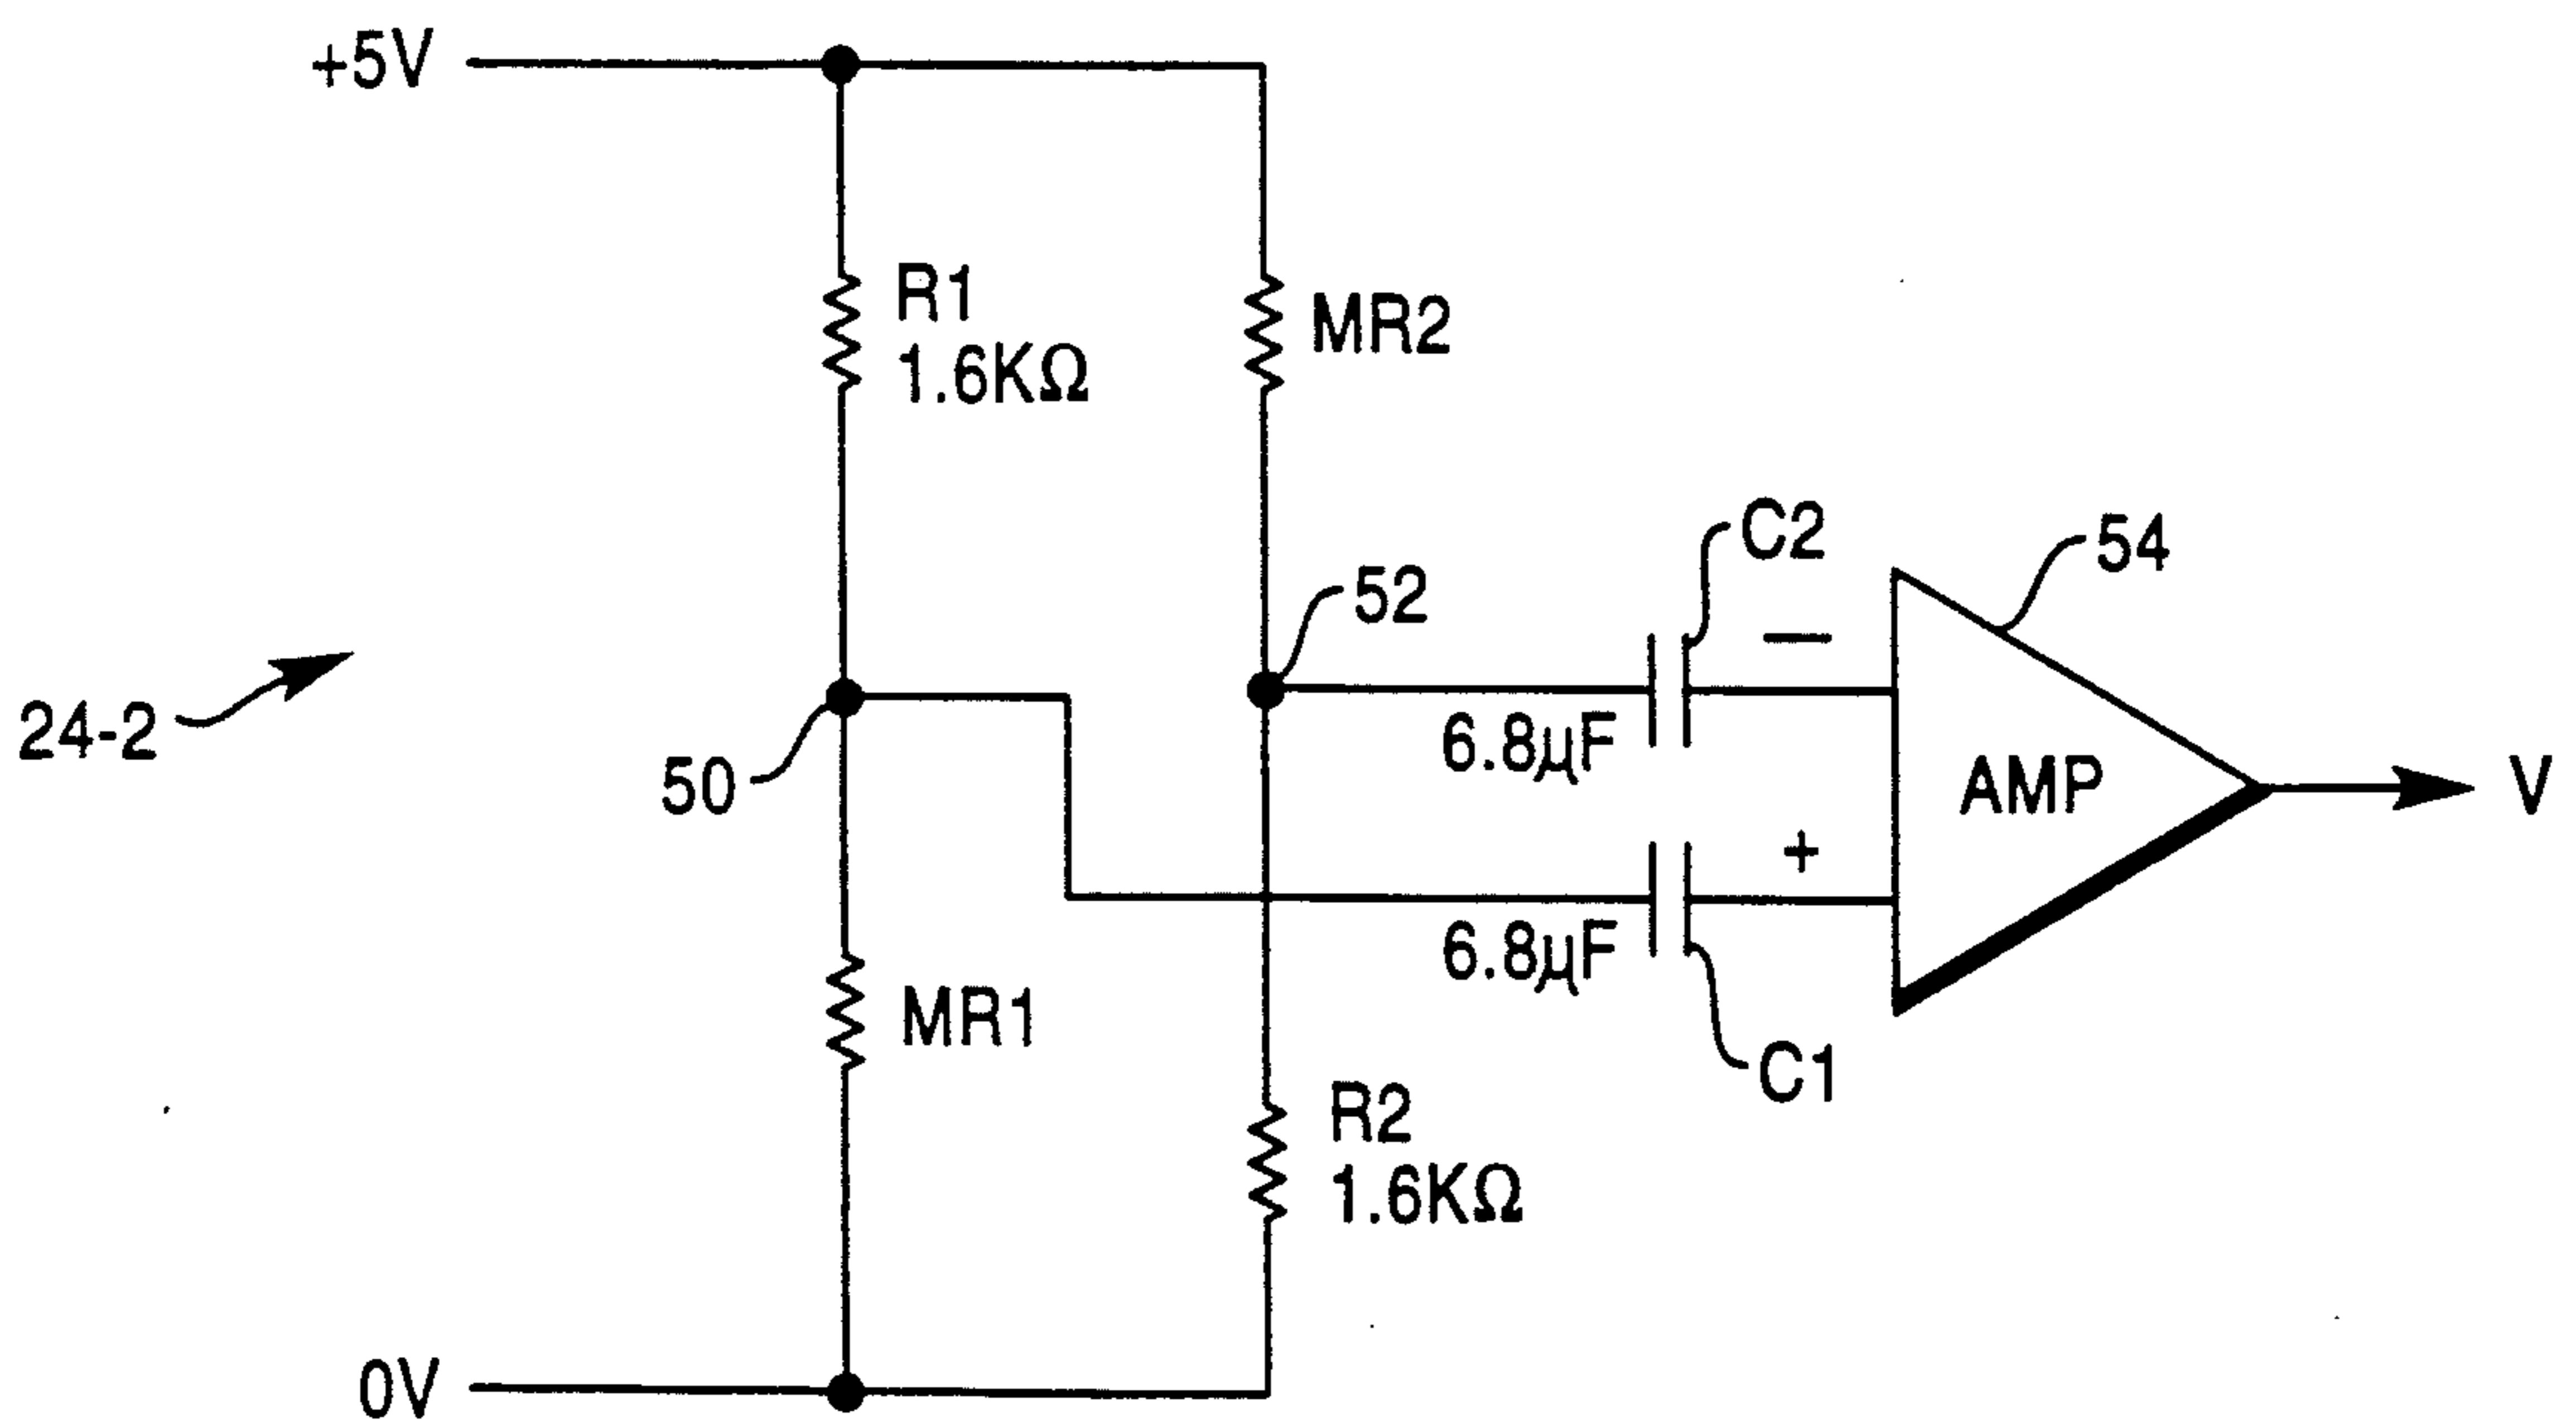 +5V
R1
1.6KΩ
MR2
C2
54
52
—
24-2
6.8µF
50
AMP
V
+
6.8µF
MR1
C1
R2
1.6KΩ
0V